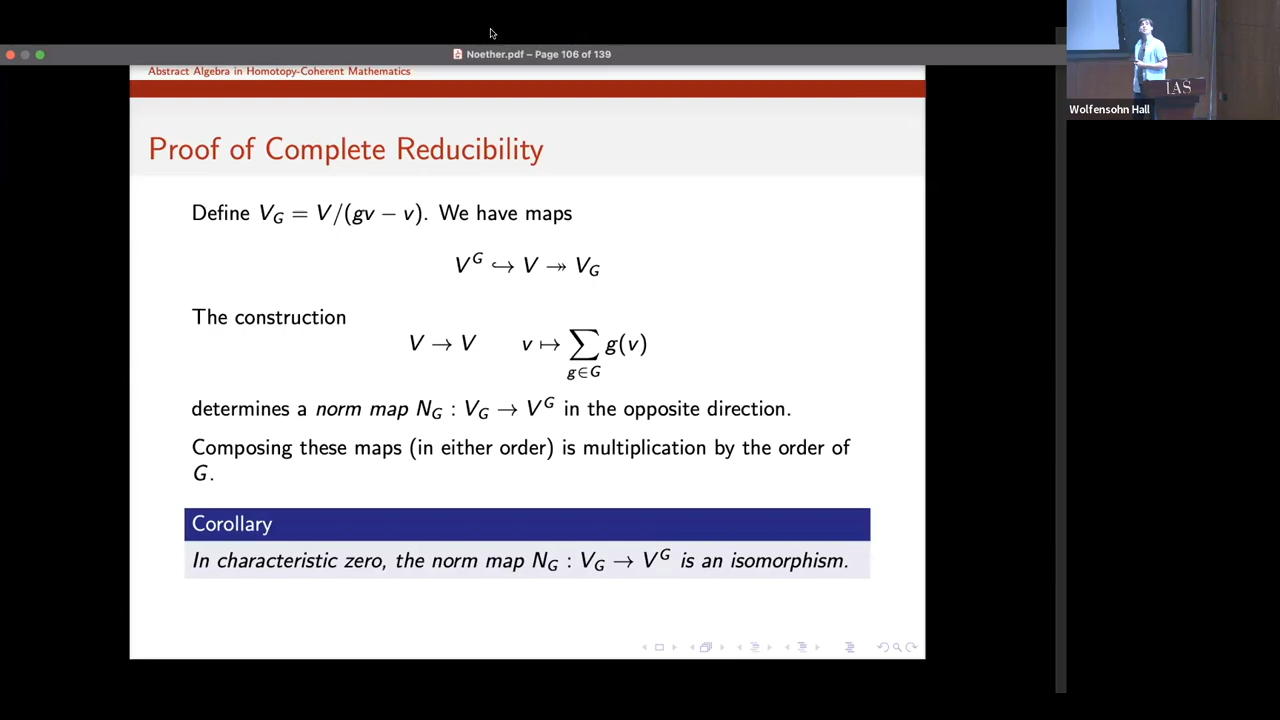 Noether.pdf – Page 106 of 139
Abstract Algebra in Homotopy-Coherent Mathematics
IAS
Wolfensohn Hall
Proof of Complete Reducibility
Define V_G = V/(gv − v). We have maps
V^G ↪ V ↠ V_G
The construction
V → V v ↦ ∑_{g∈G} g(v)
determines a norm map N_G : V_G → V^G in the opposite direction.
Composing these maps (in either order) is multiplication by the order of
G.
Corollary
In characteristic zero, the norm map N_G : V_G → V^G is an isomorphism.